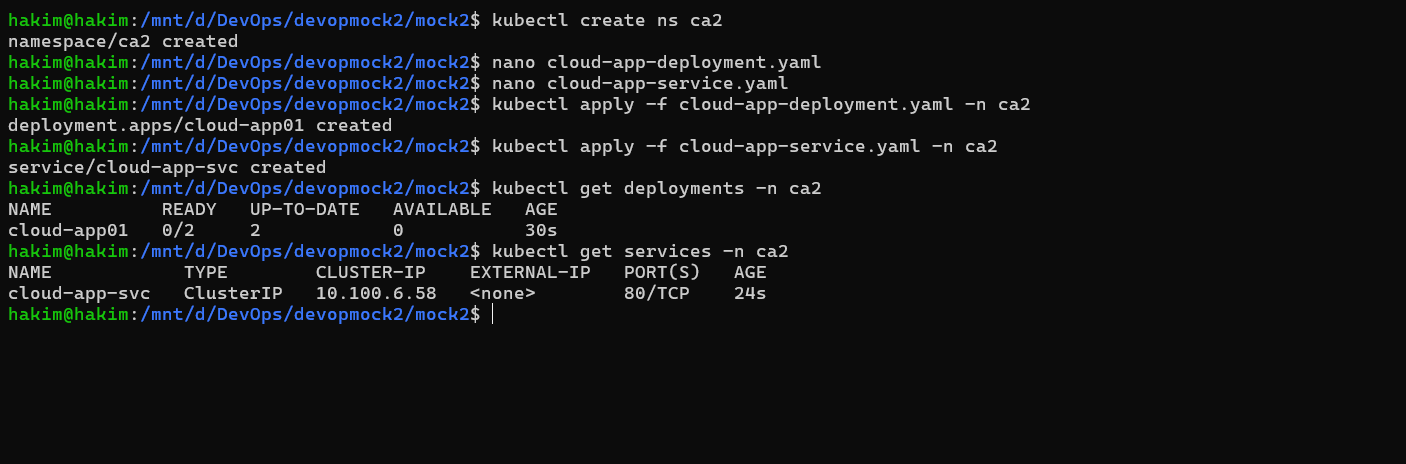 hakim@hakim:/mnt/d/DevOps/devopmock2/mock2$ kubectl create ns ca2
namespace/ca2 created
hakim@hakim:/mnt/d/DevOps/devopmock2/mock2$ nano cloud-app-deployment.yaml
hakim@hakim:/mnt/d/DevOps/devopmock2/mock2$ nano cloud-app-service.yaml
hakim@hakim:/mnt/d/DevOps/devopmock2/mock2$ kubectl apply -f cloud-app-deployment.yaml -n ca2
deployment.apps/cloud-app01 created
hakim@hakim:/mnt/d/DevOps/devopmock2/mock2$ kubectl apply -f cloud-app-service.yaml -n ca2
service/cloud-app-svc created
hakim@hakim:/mnt/d/DevOps/devopmock2/mock2$ kubectl get deployments -n ca2
NAME          READY   UP-TO-DATE   AVAILABLE   AGE
cloud-app01   0/2     2            0           30s
hakim@hakim:/mnt/d/DevOps/devopmock2/mock2$ kubectl get services -n ca2
NAME            TYPE        CLUSTER-IP    EXTERNAL-IP   PORT(S)   AGE
cloud-app-svc   ClusterIP   10.100.6.58   <none>        80/TCP    24s
hakim@hakim:/mnt/d/DevOps/devopmock2/mock2$